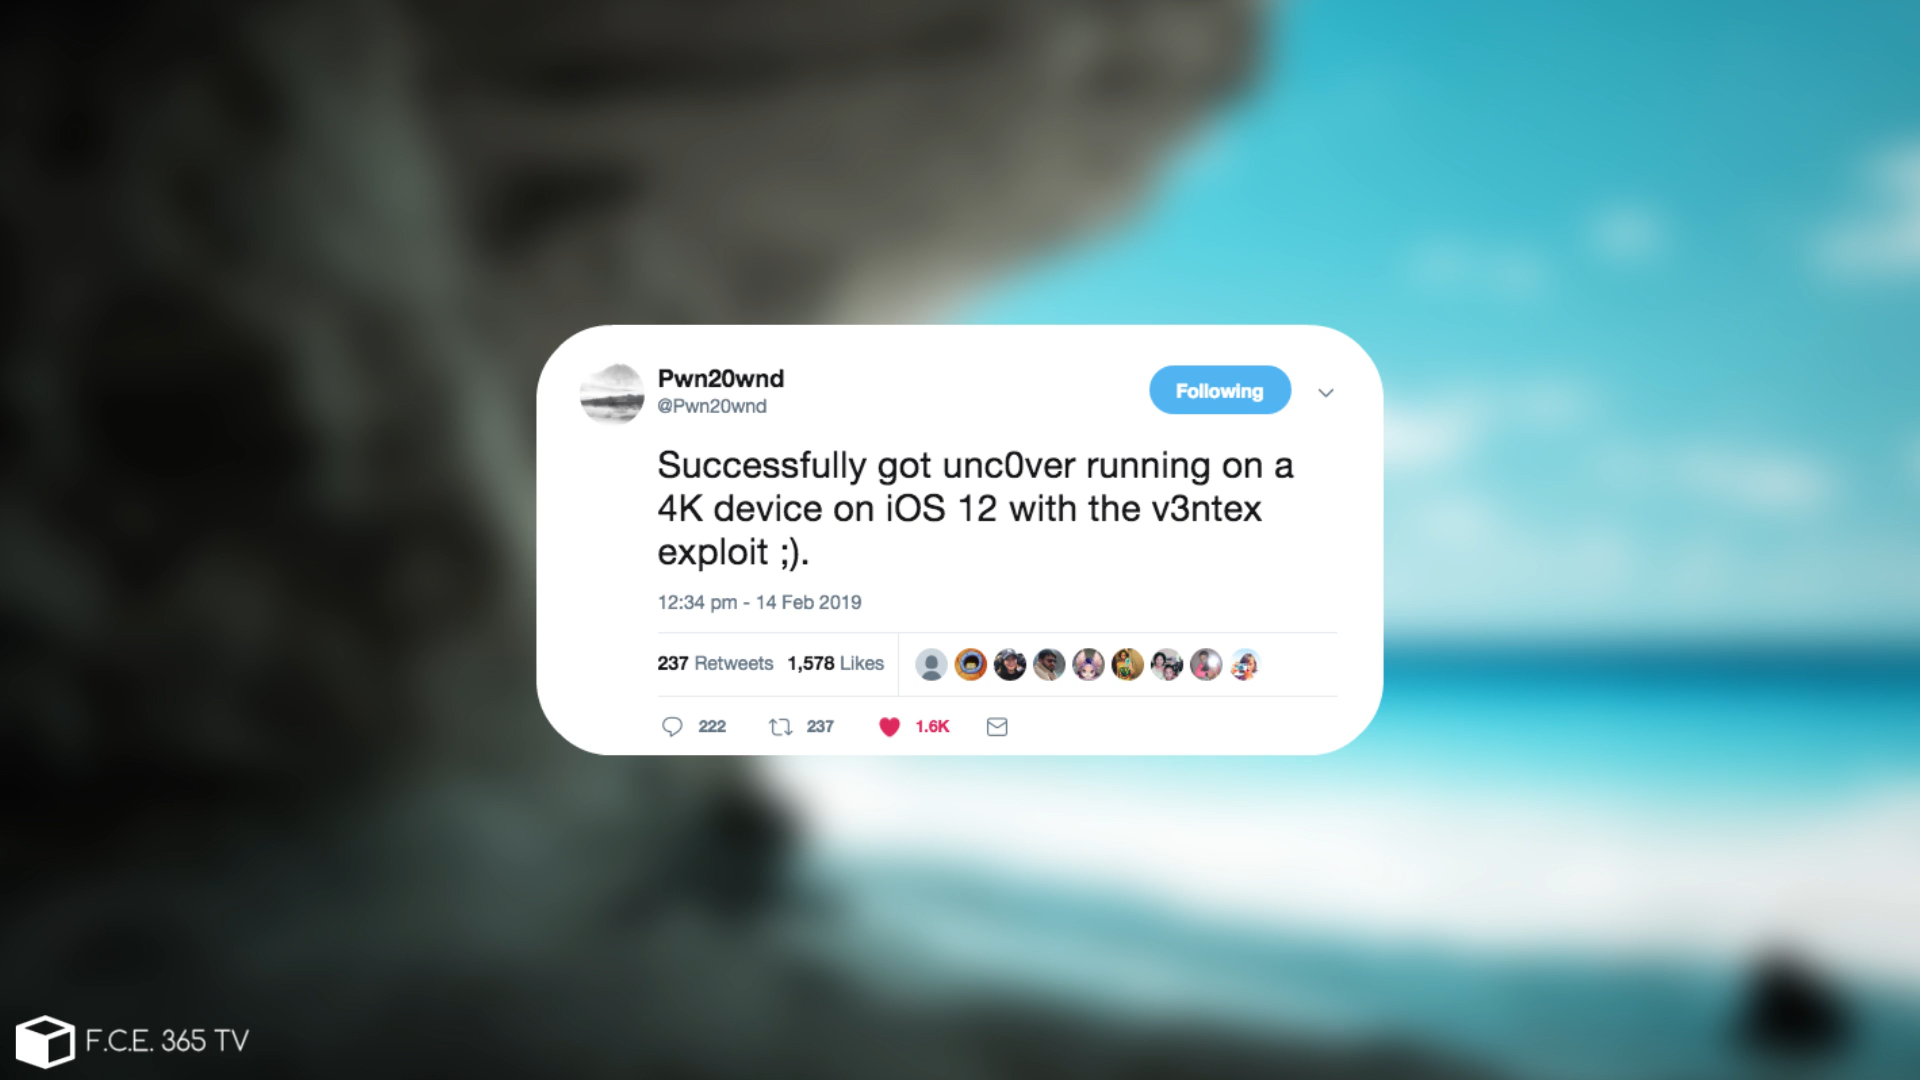 Pwn20wnd
@Pwn20wnd
Following
Successfully got unc0ver running on a
4K device on iOS 12 with the v3ntex
exploit ;).
12:34 pm - 14 Feb 2019
237 Retweets 1,578 Likes
222 237 1.6K
F.C.E. 365 TV